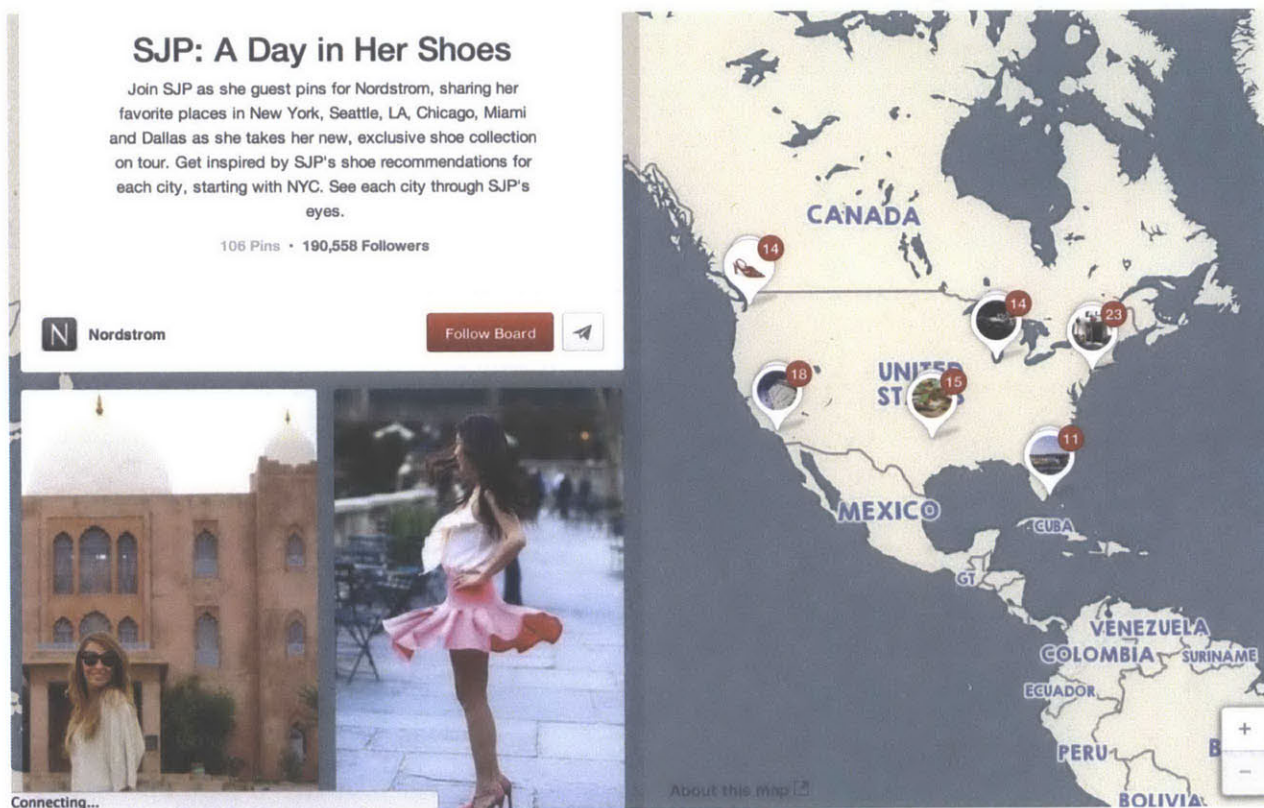 SJP: A Day in Her Shoes
Join SJP as she guest pins for Nordstrom, sharing her
favorite places in New York, Seattle, LA, Chicago, Miami
and Dallas as she takes her new, exclusive shoe collection
on tour. Get inspired by SJP's shoe recommendations for
each city, starting with NYC. See each city through SJP's
eyes.
106 Pins • 190,558 Followers
N Nordstrom
Follow Board
Connecting...
CANADA
14
14
23
UNITED
STATES
18
15
11
MEXICO
CUBA
GT
VENEZUELA
COLOMBIA
SURINAME
ECUADOR
PERU
B
BOLIVIA
About this map
+
−